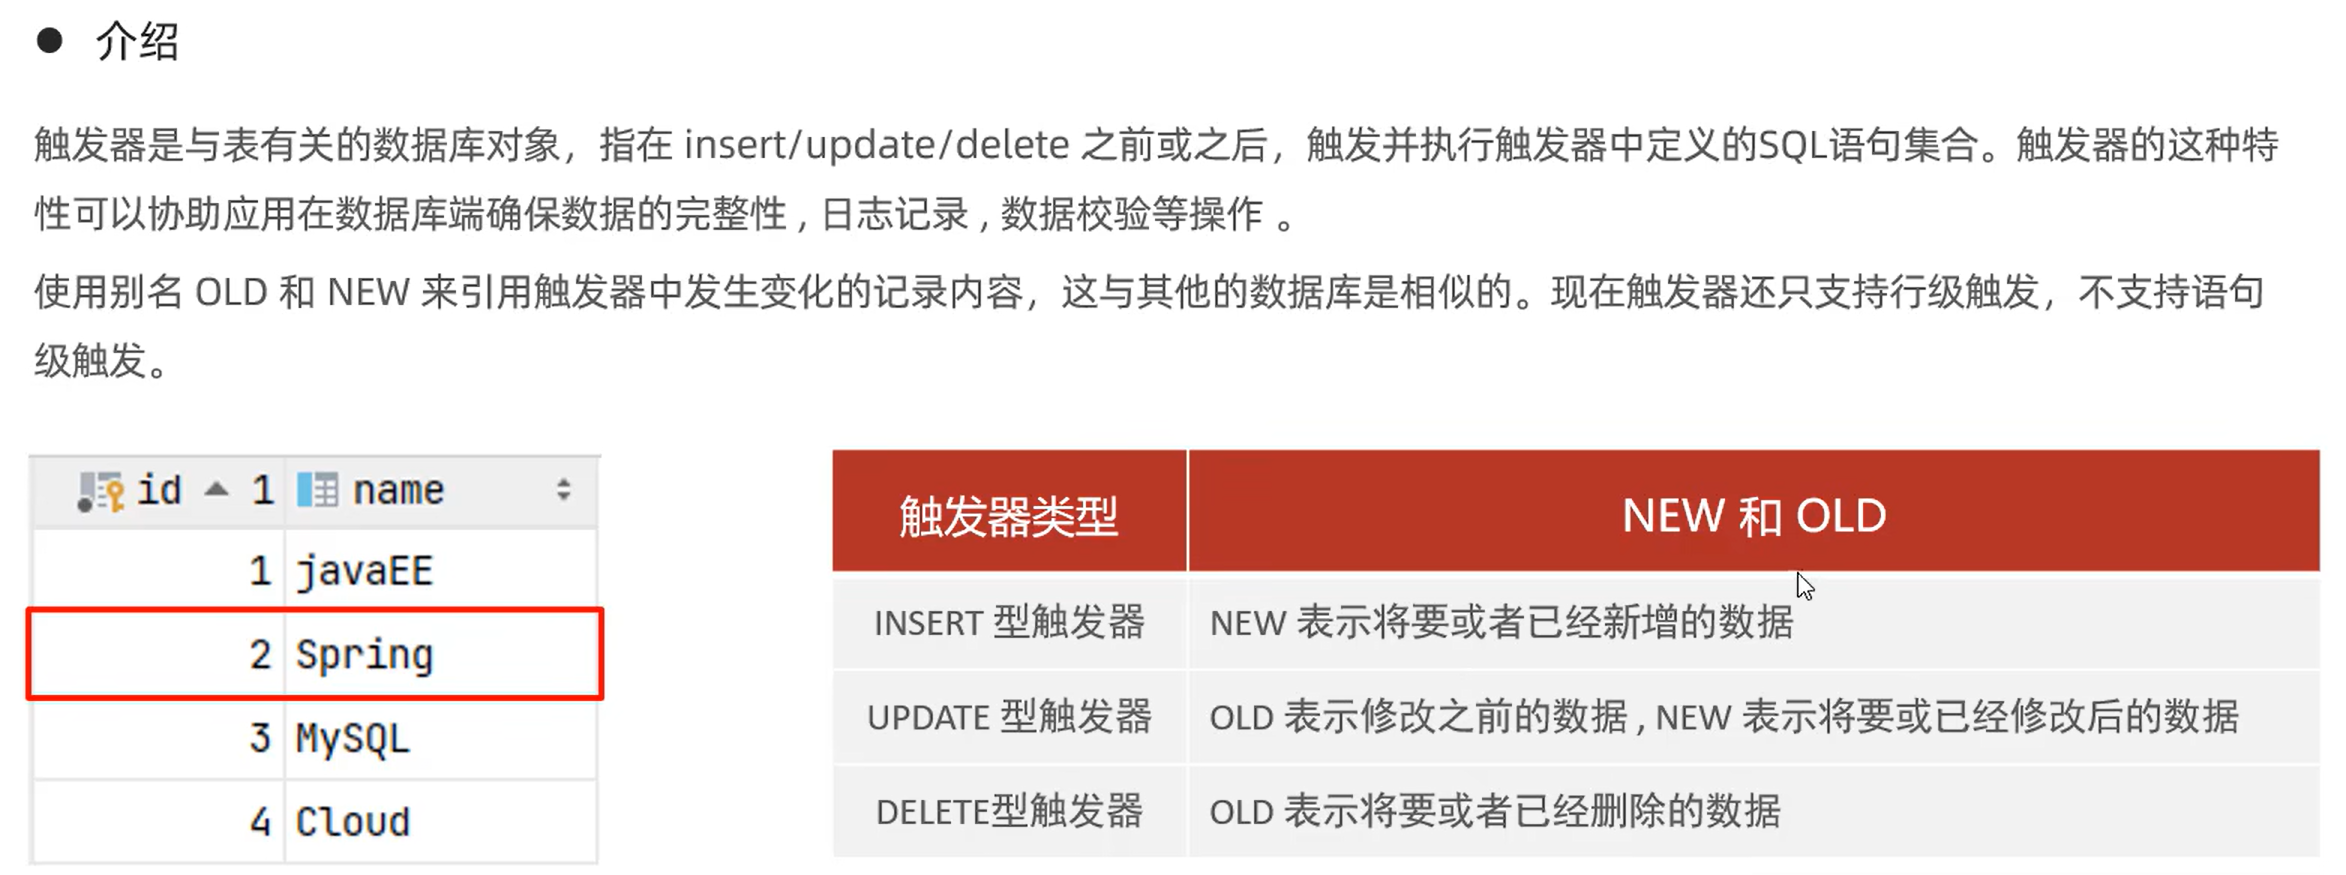 ● 介绍
触发器是与表有关的数据库对象，指在 insert/update/delete 之前或之后，触发并执行触发器中定义的SQL语句集合。触发器的这种特
性可以协助应用在数据库端确保数据的完整性 , 日志记录 , 数据校验等操作 。
使用别名 OLD 和 NEW 来引用触发器中发生变化的记录内容，这与其他的数据库是相似的。现在触发器还只支持行级触发，不支持语句
级触发。
id 1 name
1 javaEE
2 Spring
3 MySQL
4 Cloud
触发器类型 NEW 和 OLD
INSERT 型触发器 NEW 表示将要或者已经新增的数据
UPDATE 型触发器 OLD 表示修改之前的数据 , NEW 表示将要或已经修改后的数据
DELETE型触发器 OLD 表示将要或者已经删除的数据